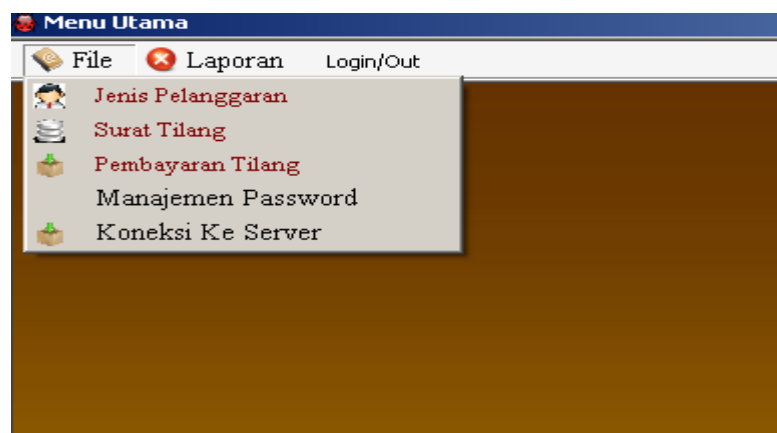 Menu Utama
File Laporan Login/Out
Jenis Pelanggaran
Surat Tilang
Pembayaran Tilang
Manajemen Password
Koneksi Ke Server